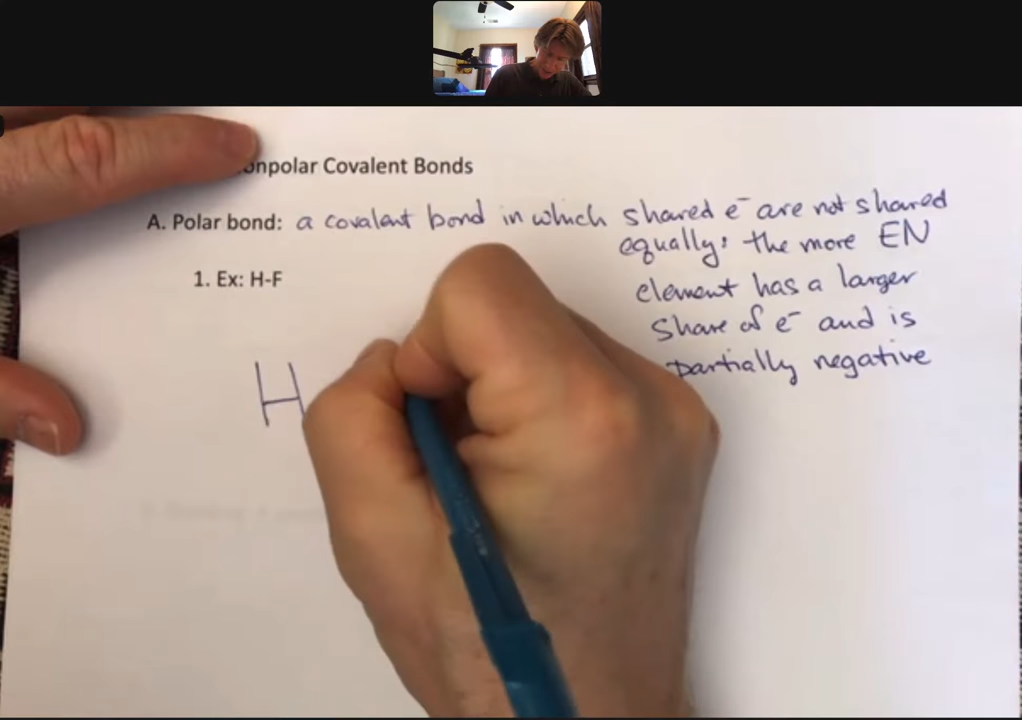 onpolar Covalent Bonds
A. Polar bond: a covalent bond in which shared e⁻ are not shared
equally: the more EN
element has a larger
share of e⁻ and is
partially negative
1. Ex: H-F
H